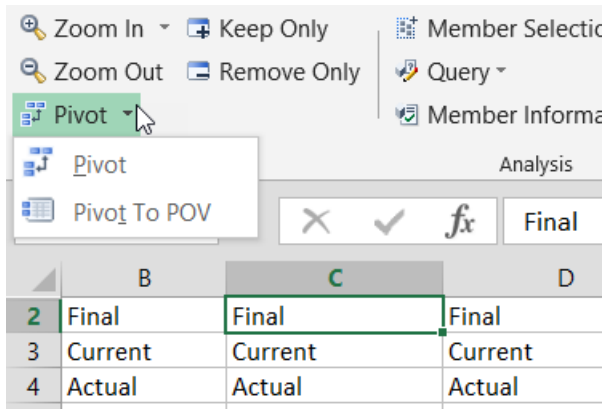 Zoom In Keep Only Member Selectio
Zoom Out Remove Only Query
Pivot Member Informa
Pivot Analysis
Pivot To POV
fx Final
B C D
2 Final Final Final
3 Current Current Current
4 Actual Actual Actual